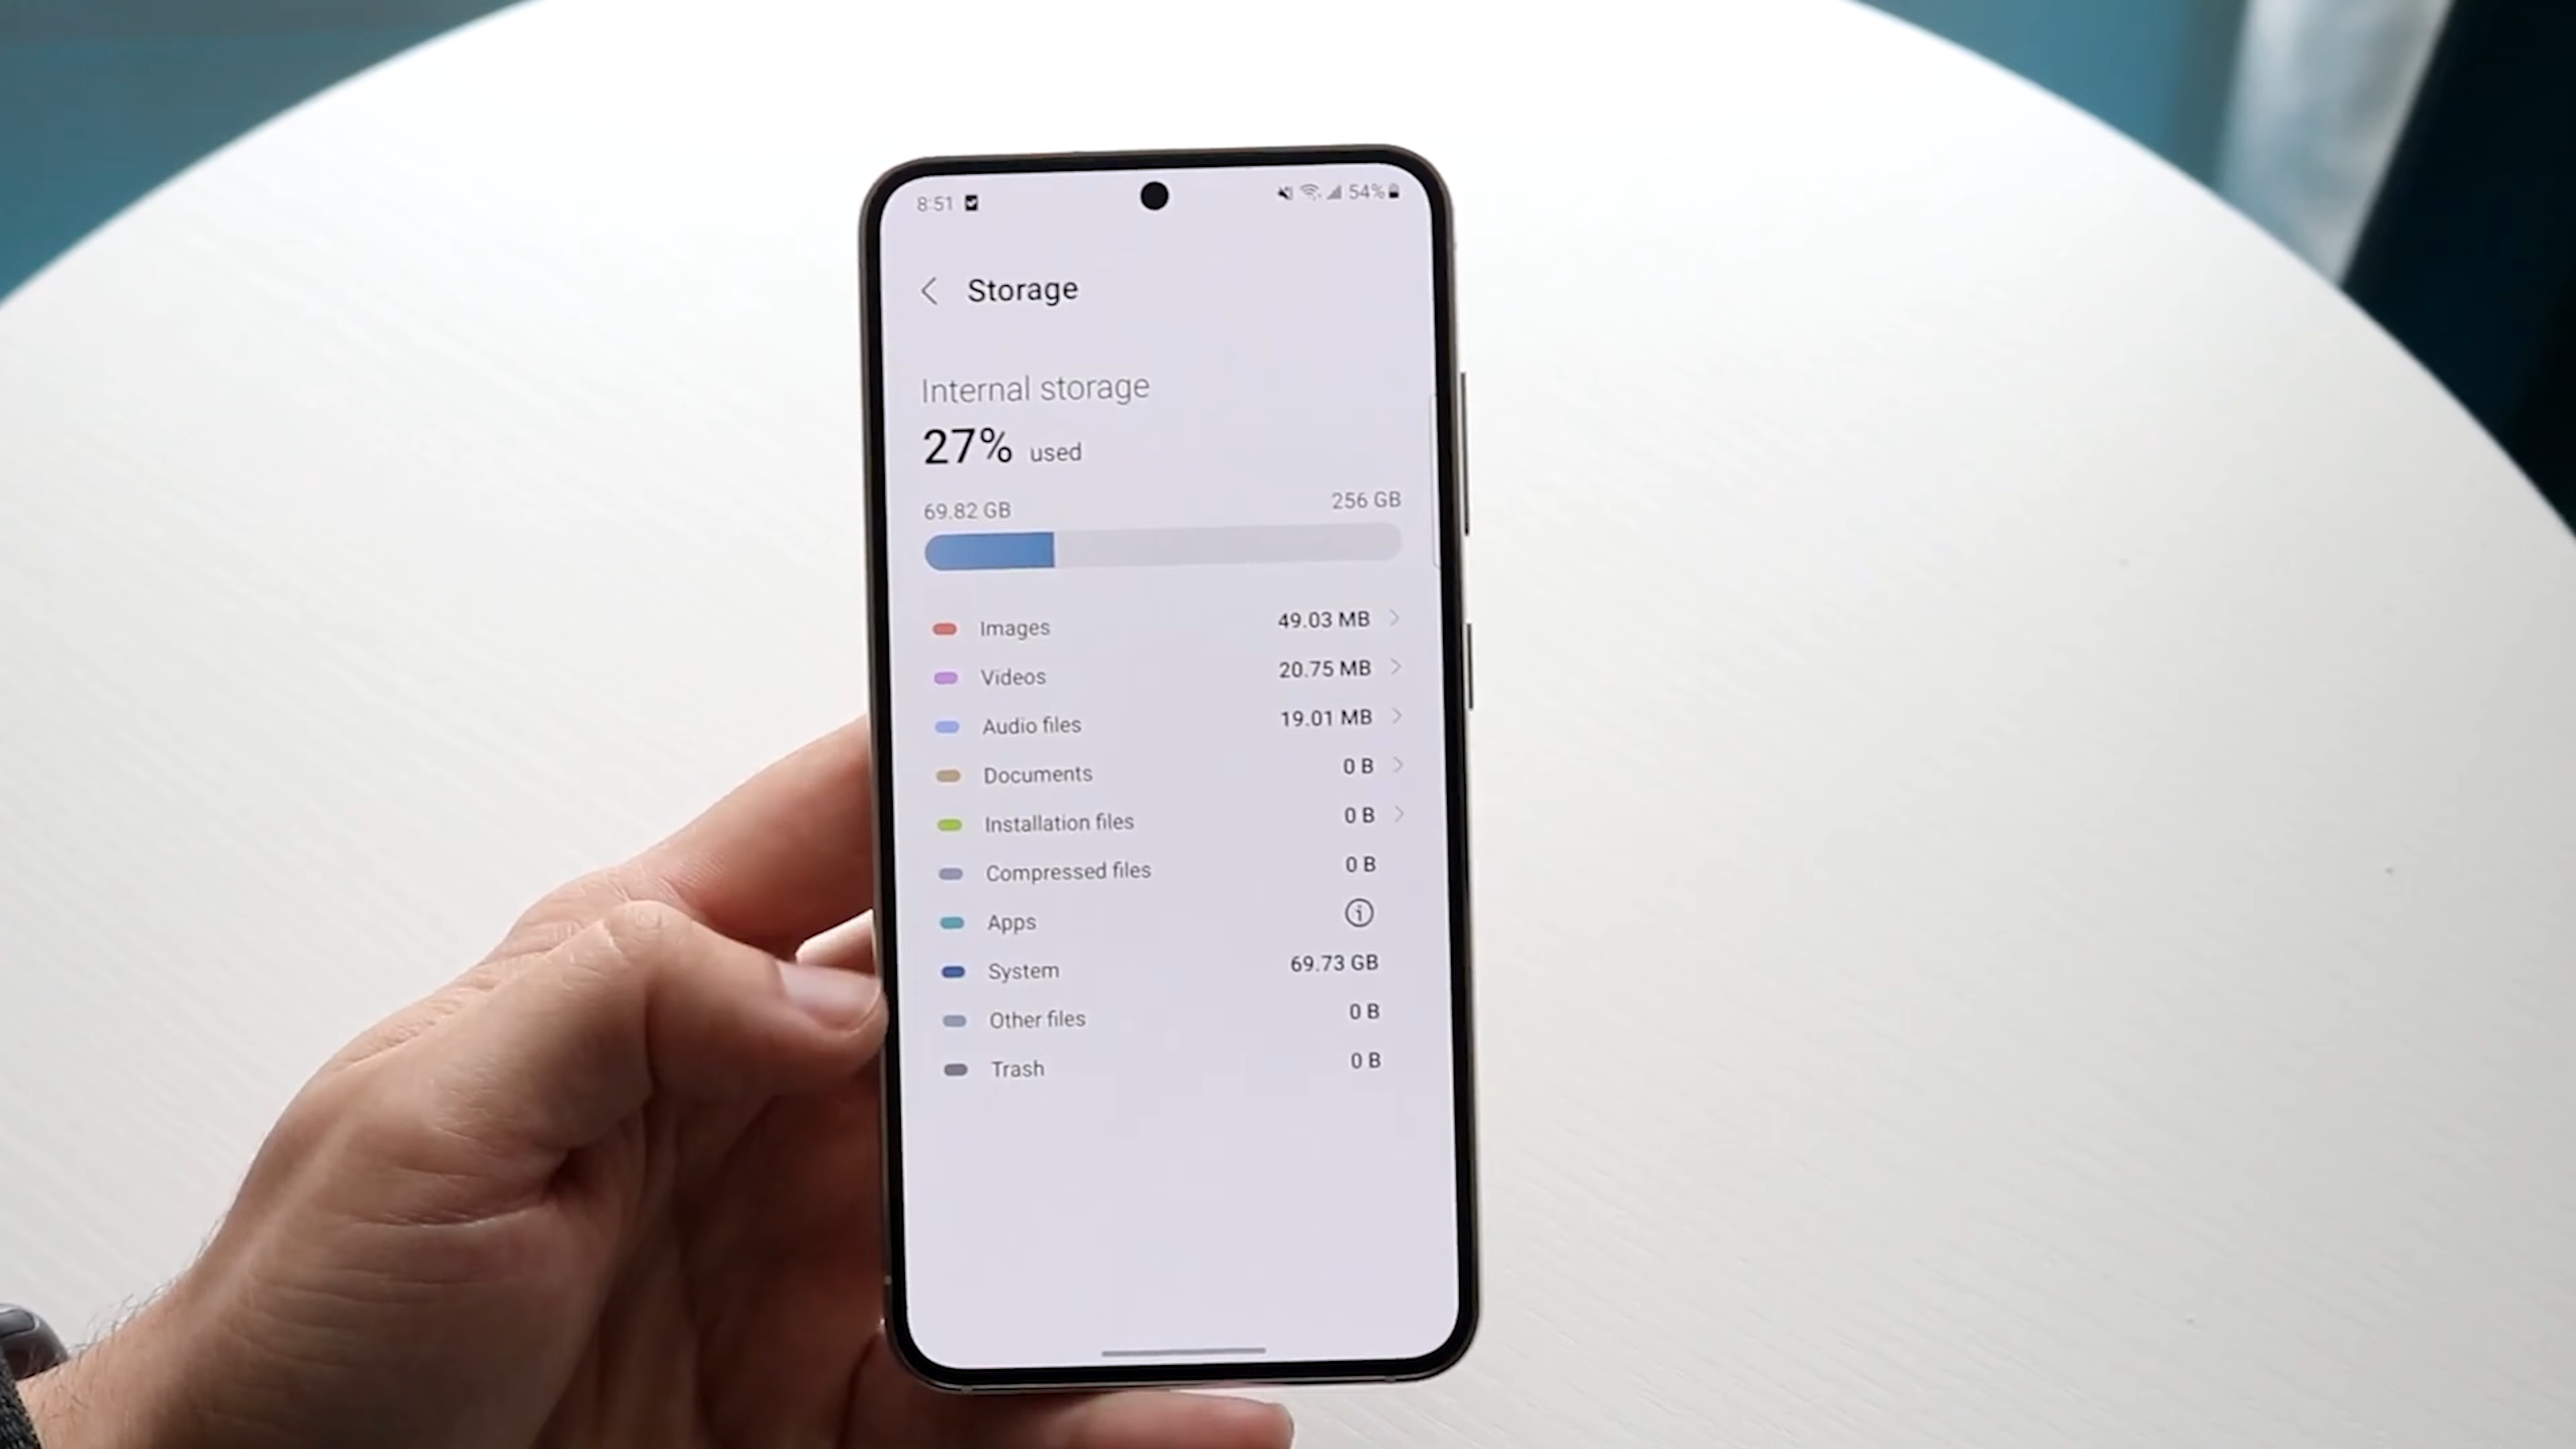 8:51 54%
Storage
Internal storage
27% used
69.82 GB 256 GB
Images 49.03 MB
Videos 20.75 MB
Audio files 19.01 MB
Documents 0 B
Installation files 0 B
Compressed files 0 B
Apps
System 69.73 GB
Other files 0 B
Trash 0 B